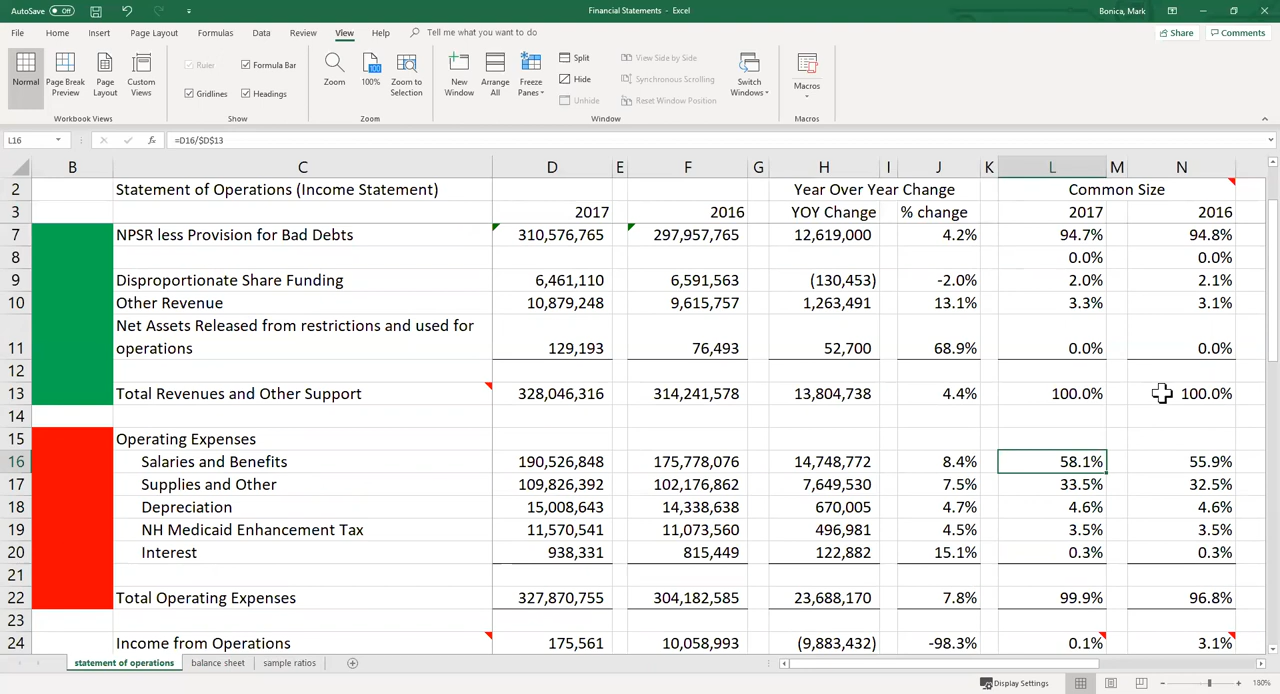 AutoSave Off Financial Statements - Excel Bonica, Mark
File Home Insert Page Layout Formulas Data Review View Help Tell me what you want to do Share Comments
Normal Page Break Preview Page Layout Custom Views Ruler Formula Bar Gridlines Headings Zoom 100% Zoom to Selection New Window Arrange All Freeze Panes Split Hide Unhide View Side by Side Synchronous Scrolling Reset Window Position Switch Windows Macros
Workbook Views Show Zoom Window Macros
L16 fx =D16/$D$13
B C D E F G H I J K L M N
2 Statement of Operations (Income Statement) Year Over Year Change Common Size
3 2017 2016 YOY Change % change 2017 2016
7 NPSR less Provision for Bad Debts 310,576,765 297,957,765 12,619,000 4.2% 94.7% 94.8%
8 0.0% 0.0%
9 Disproportionate Share Funding 6,461,110 6,591,563 (130,453) -2.0% 2.0% 2.1%
10 Other Revenue 10,879,248 9,615,757 1,263,491 13.1% 3.3% 3.1%
Net Assets Released from restrictions and used for
11 operations 129,193 76,493 52,700 68.9% 0.0% 0.0%
12
13 Total Revenues and Other Support 328,046,316 314,241,578 13,804,738 4.4% 100.0% 100.0%
14
15 Operating Expenses
16 Salaries and Benefits 190,526,848 175,778,076 14,748,772 8.4% 58.1% 55.9%
17 Supplies and Other 109,826,392 102,176,862 7,649,530 7.5% 33.5% 32.5%
18 Depreciation 15,008,643 14,338,638 670,005 4.7% 4.6% 4.6%
19 NH Medicaid Enhancement Tax 11,570,541 11,073,560 496,981 4.5% 3.5% 3.5%
20 Interest 938,331 815,449 122,882 15.1% 0.3% 0.3%
21
22 Total Operating Expenses 327,870,755 304,182,585 23,688,170 7.8% 99.9% 96.8%
23
24 Income from Operations 175,561 10,058,993 (9,883,432) -98.3% 0.1% 3.1%
statement of operations balance sheet sample ratios
Display Settings 180%